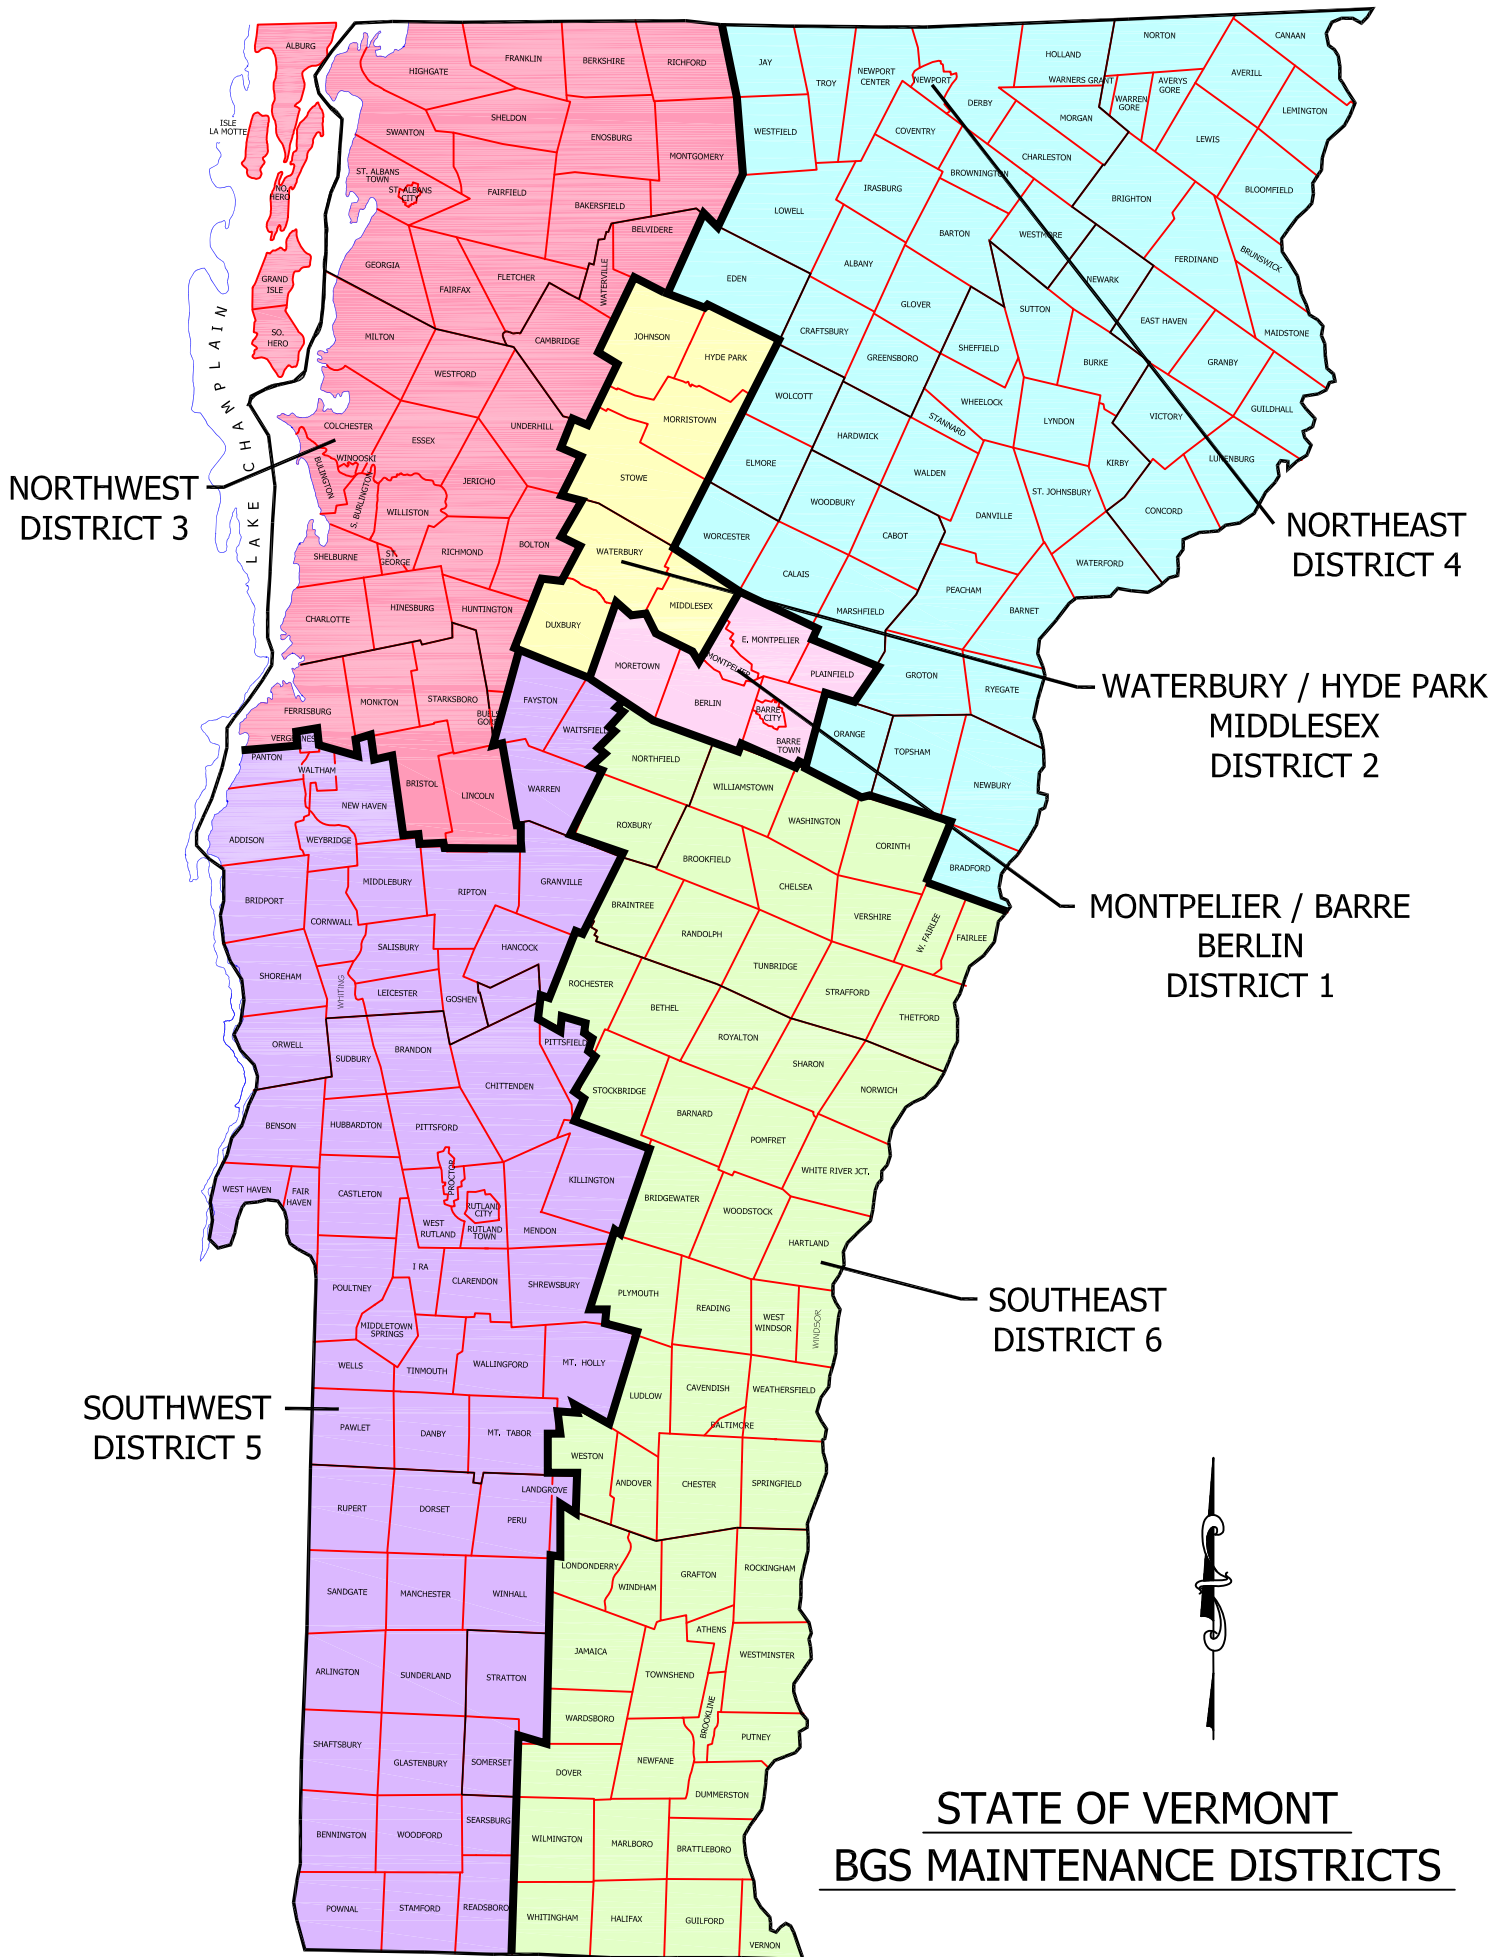 ALBURG
HIGHGATE
FRANKLIN
BERKSHIRE
RICHFORD
JAY
TROY
NEWPORT
CENTER
NEWPORT
DERBY
HOLLAND
WARNERS GRANT
NORTON
WARREN
GORE
AVERYS
GORE
AVERILL
CANAAN
LEMINGTON
ISLE
LA MOTTE
SWANTON
SHELDON
ENOSBURG
MONTGOMERY
WESTFIELD
COVENTRY
MORGAN
LEWIS
CHARLESTON
BROWNINGTON
ST. ALBANS
TOWN
ST. ALBANS
CITY
FAIRFIELD
BAKERSFIELD
BELVIDERE
NO.
HERO
IRASBURG
LOWELL
BRIGHTON
BLOOMFIELD
BARTON
WESTMORE
FERDINAND
BRUNSWICK
GEORGIA
FAIRFAX
FLETCHER
WATERVILLE
EDEN
ALBANY
NEWARK
GRAND
ISLE
GLOVER
SUTTON
EAST HAVEN
MAIDSTONE
SO.
HERO
MILTON
CAMBRIDGE
JOHNSON
HYDE PARK
CRAFTSBURY
GREENSBORO
SHEFFIELD
BURKE
GRANBY
WESTFORD
WOLCOTT
WHEELOCK
STANNARD
LYNDON
VICTORY
GUILDHALL
LAKE CHAMPLAIN
COLCHESTER
ESSEX
UNDERHILL
MORRISTOWN
HARDWICK
WINOOSKI
BULINGTON
S. BURLINGTON
JERICHO
STOWE
ELMORE
WALDEN
KIRBY
LUNENBURG
ST. JOHNSBURY
NORTHWEST
DISTRICT 3
WILLISTON
WOODBURY
DANVILLE
CONCORD
NORTHEAST
DISTRICT 4
SHELBURNE
ST.
GEORGE
RICHMOND
BOLTON
WATERBURY
WORCESTER
CABOT
WATERFORD
CALAIS
PEACHAM
BARNET
CHARLOTTE
HINESBURG
HUNTINGTON
DUXBURY
MIDDLESEX
MARSHFIELD
E. MONTPELIER
MORETOWN
MONTPELIER
PLAINFIELD
GROTON
RYEGATE
WATERBURY / HYDE PARK
MIDDLESEX
DISTRICT 2
FERRISBURG
MONKTON
STARKSBORO
BUELS
GORE
FAYSTON
WAITSFIELD
BERLIN
BARRE
CITY
BARRE
TOWN
ORANGE
TOPSHAM
NEWBURY
VERGENNES
PANTON
WALTHAM
NEW HAVEN
BRISTOL
LINCOLN
WARREN
NORTHFIELD
WILLIAMSTOWN
WASHINGTON
CORINTH
BRADFORD
ADDISON
WEYBRIDGE
ROXBURY
BROOKFIELD
CHELSEA
MIDDLEBURY
RIPTON
GRANVILLE
BRIDPORT
CORNWALL
BRAINTREE
RANDOLPH
VERSHIRE
W. FAIRLEE
FAIRLEE
MONTPELIER / BARRE
BERLIN
DISTRICT 1
SALISBURY
HANCOCK
SHOREHAM
WHITING
LEICESTER
GOSHEN
ROCHESTER
BETHEL
TUNBRIDGE
STRAFFORD
THETFORD
ORWELL
SUDBURY
BRANDON
PITTSFIELD
ROYALTON
SHARON
NORWICH
CHITTENDEN
STOCKBRIDGE
BARNARD
POMFRET
BENSON
HUBBARDTON
PITTSFORD
WHITE RIVER JCT.
WEST HAVEN
FAIR
HAVEN
CASTLETON
PROCTOR
KILLINGTON
BRIDGEWATER
WOODSTOCK
WEST
RUTLAND
RUTLAND
CITY
RUTLAND
TOWN
MENDON
HARTLAND
I RA
CLARENDON
SHREWSBURY
POULTNEY
PLYMOUTH
READING
WEST
WINDSOR
WINDSOR
SOUTHEAST
DISTRICT 6
MIDDLETOWN
SPRINGS
WELLS
TINMOUTH
WALLINGFORD
MT. HOLLY
LUDLOW
CAVENDISH
WEATHERSFIELD
BALTIMORE
SOUTHWEST
DISTRICT 5
PAWLET
DANBY
MT. TABOR
WESTON
ANDOVER
CHESTER
SPRINGFIELD
LANDGROVE
RUPERT
DORSET
PERU
LONDONDERRY
WINDHAM
GRAFTON
ROCKINGHAM
SANDGATE
MANCHESTER
WINHALL
ATHENS
JAMAICA
TOWNSHEND
WESTMINSTER
ARLINGTON
SUNDERLAND
STRATTON
WARDSBORO
BROOKLINE
PUTNEY
SHAFTSBURY
GLASTENBURY
SOMERSET
DOVER
NEWFANE
DUMMERSTON
BENNINGTON
WOODFORD
SEARSBURG
WILMINGTON
MARLBORO
BRATTLEBORO
POWNAL
STAMFORD
READSBORO
WHITINGHAM
HALIFAX
GUILFORD
VERNON
STATE OF VERMONT
BGS MAINTENANCE DISTRICTS